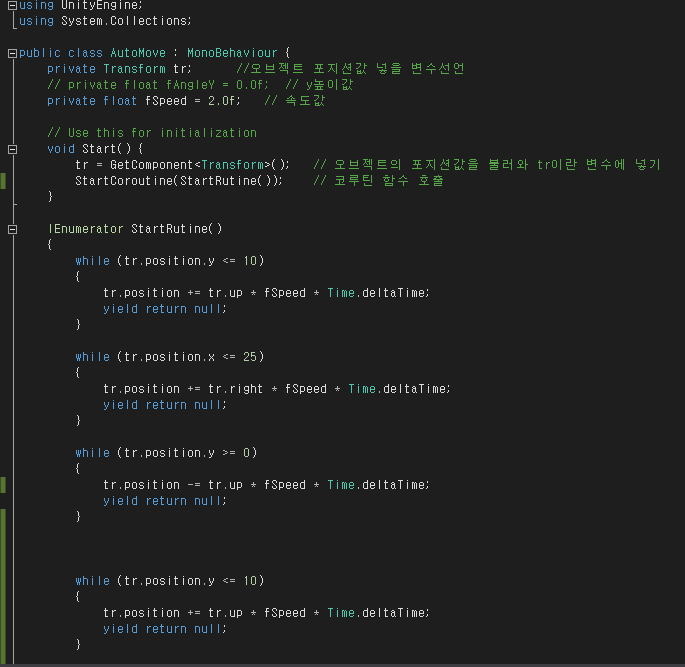 using UnityEngine;
using System.Collections;
public class AutoMove : MonoBehaviour {
private Transform tr; //오브젝트 포지션값 넣을 변수선언
// private float fAngleY = 0.0f; // y높이값
private float fSpeed = 2.0f; // 속도값
// Use this for initialization
void Start() {
tr = GetComponent<Transform>(); // 오브젝트의 포지션값을 불러와 tr이란 변수에 넣기
StartCoroutine(StartRutine()); // 코루틴 함수 호출
}
IEnumerator StartRutine()
{
while (tr.position.y <= 10)
{
tr.position += tr.up * fSpeed * Time.deltaTime;
yield return null;
}
while (tr.position.x <= 25)
{
tr.position += tr.right * fSpeed * Time.deltaTime;
yield return null;
}
while (tr.position.y >= 0)
{
tr.position -= tr.up * fSpeed * Time.deltaTime;
yield return null;
}
while (tr.position.y <= 10)
{
tr.position += tr.up * fSpeed * Time.deltaTime;
yield return null;
}